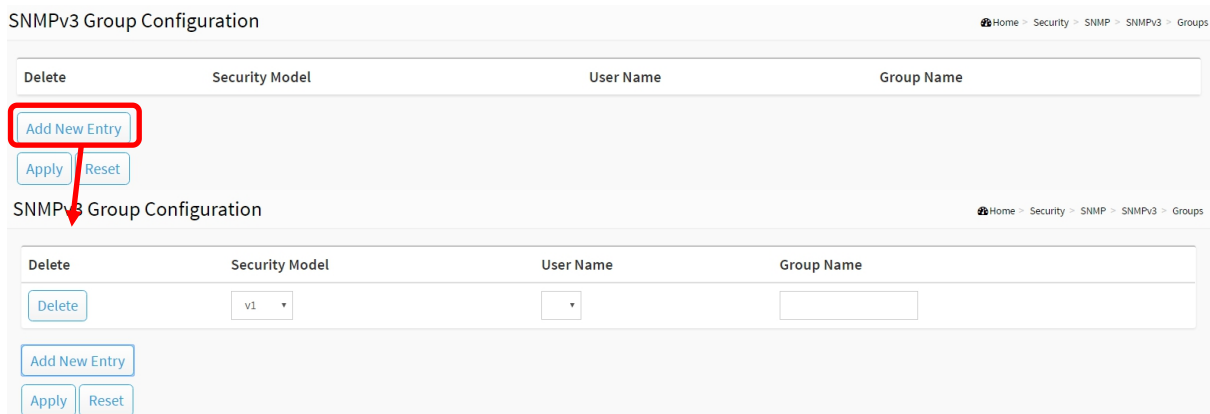 SNMPv3 Group Configuration
Home > Security > SNMP > SNMPv3 > Groups
Delete Security Model User Name Group Name
Add New Entry
Apply Reset
SNMPv3 Group Configuration
Home > Security > SNMP > SNMPv3 > Groups
Delete Security Model User Name Group Name
Delete v1
Add New Entry
Apply Reset